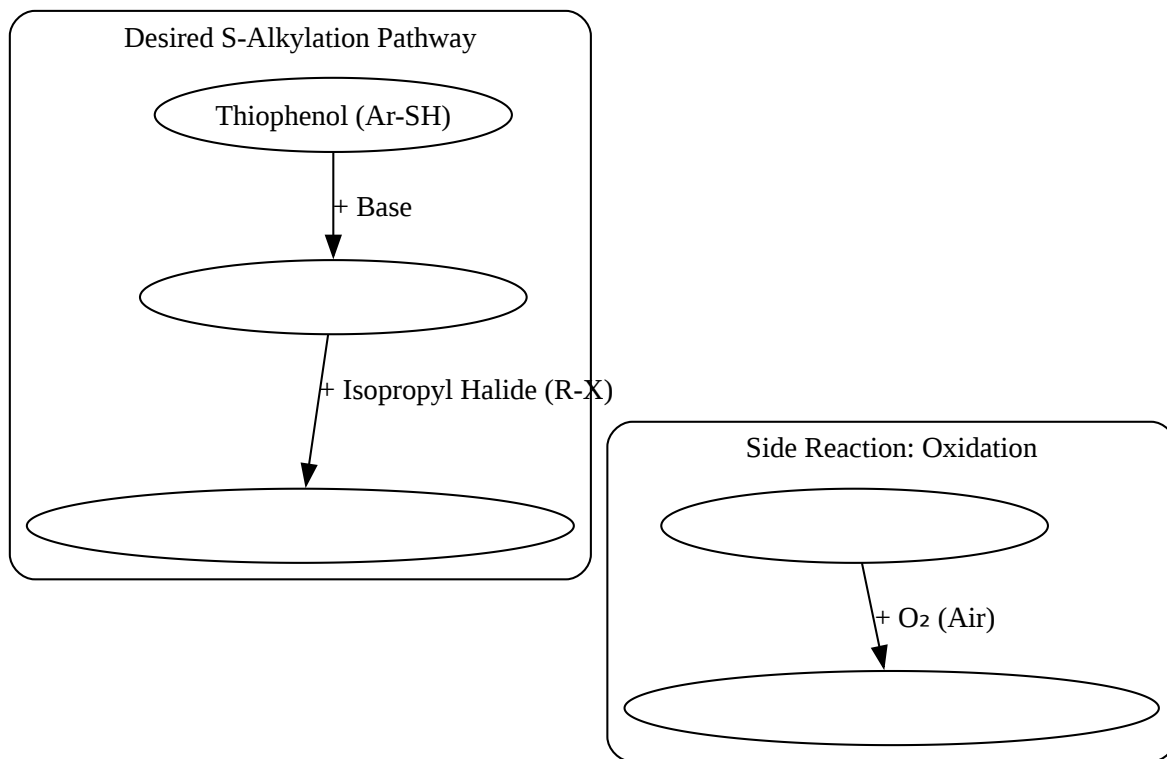 Desired S-Alkylation Pathway
Thiophenol (Ar-SH)
+ Base
+ Isopropyl Halide (R-X)
Side Reaction: Oxidation
+ O₂ (Air)